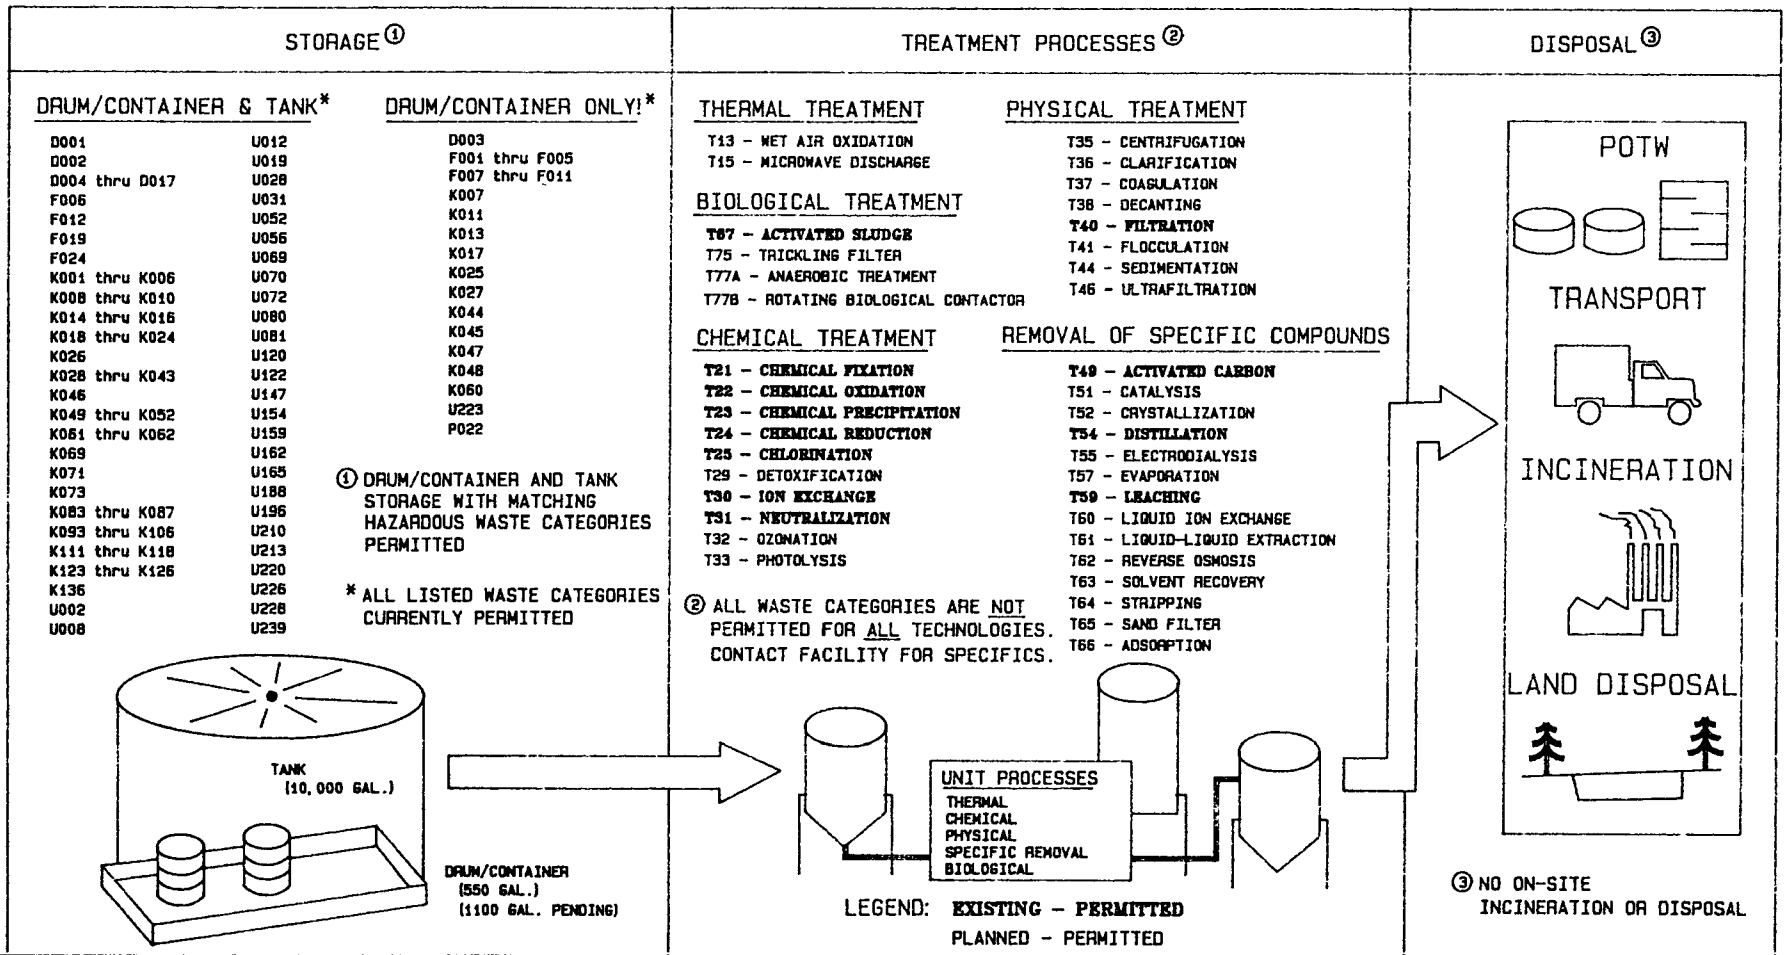 STORAGE ①
DRUM/CONTAINER & TANK*
D001
D002
D004 thru D017
F006
F012
F019
F024
K001 thru K006
K008 thru K010
K014 thru K016
K018 thru K024
K026
K028 thru K043
K046
K049 thru K052
K061 thru K062
K069
K071
K073
K083 thru K087
K093 thru K106
K111 thru K118
K123 thru K126
K136
U002
U008
U012
U019
U028
U031
U052
U056
U069
U070
U072
U080
U081
U120
U122
U147
U154
U159
U162
U165
U188
U196
U210
U213
U220
U226
U228
U239
DRUM/CONTAINER ONLY!*
D003
F001 thru F005
F007 thru F011
K007
K011
K013
K017
K025
K027
K044
K045
K047
K048
K060
U223
P022
① DRUM/CONTAINER AND TANK
STORAGE WITH MATCHING
HAZARDOUS WASTE CATEGORIES
PERMITTED
* ALL LISTED WASTE CATEGORIES
CURRENTLY PERMITTED
TANK
(10,000 GAL.)
DRUM/CONTAINER
(550 GAL.)
(1100 GAL. PENDING)
TREATMENT PROCESSES ②
THERMAL TREATMENT
T13 - WET AIR OXIDATION
T15 - MICROWAVE DISCHARGE
BIOLOGICAL TREATMENT
T67 - ACTIVATED SLUDGE
T75 - TRICKLING FILTER
T77A - ANAEROBIC TREATMENT
T77B - ROTATING BIOLOGICAL CONTACTOR
CHEMICAL TREATMENT
T21 - CHEMICAL FIXATION
T22 - CHEMICAL OXIDATION
T23 - CHEMICAL PRECIPITATION
T24 - CHEMICAL REDUCTION
T25 - CHLORINATION
T29 - DETOXIFICATION
T30 - ION EXCHANGE
T31 - NEUTRALIZATION
T32 - OZONATION
T33 - PHOTOLYSIS
PHYSICAL TREATMENT
T35 - CENTRIFUGATION
T36 - CLARIFICATION
T37 - COAGULATION
T38 - DECANTING
T40 - FILTRATION
T41 - FLOCCULATION
T44 - SEDIMENTATION
T46 - ULTRAFILTRATION
REMOVAL OF SPECIFIC COMPOUNDS
T49 - ACTIVATED CARBON
T51 - CATALYSIS
T52 - CRYSTALLIZATION
T54 - DISTILLATION
T55 - ELECTRODIALYSIS
T57 - EVAPORATION
T59 - LEACHING
T60 - LIQUID ION EXCHANGE
T61 - LIQUID-LIQUID EXTRACTION
T62 - REVERSE OSMOSIS
T63 - SOLVENT RECOVERY
T64 - STRIPPING
T65 - SAND FILTER
T66 - ADSORPTION
② ALL WASTE CATEGORIES ARE NOT
PERMITTED FOR ALL TECHNOLOGIES.
CONTACT FACILITY FOR SPECIFICS.
UNIT PROCESSES
THERMAL
CHEMICAL
PHYSICAL
SPECIFIC REMOVAL
BIOLOGICAL
LEGEND: EXISTING - PERMITTED
PLANNED - PERMITTED
DISPOSAL ③
POTW
TRANSPORT
INCINERATION
LAND DISPOSAL
③ NO ON-SITE
INCINERATION OR DISPOSAL